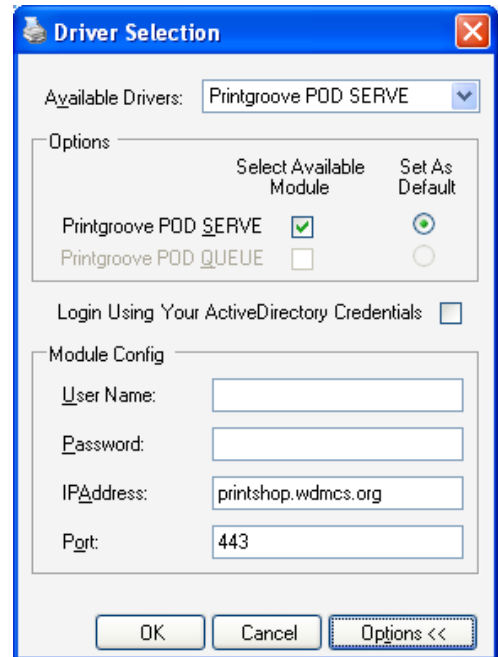 Driver Selection
Available Drivers: Printgroove POD SERVE
Options
Select Available Module
Set As Default
Printgroove POD SERVE
Printgroove POD QUEUE
Login Using Your ActiveDirectory Credentials
Module Config
User Name:
Password:
IPAddress: printshop.wdmcs.org
Port: 443
OK Cancel Options <<